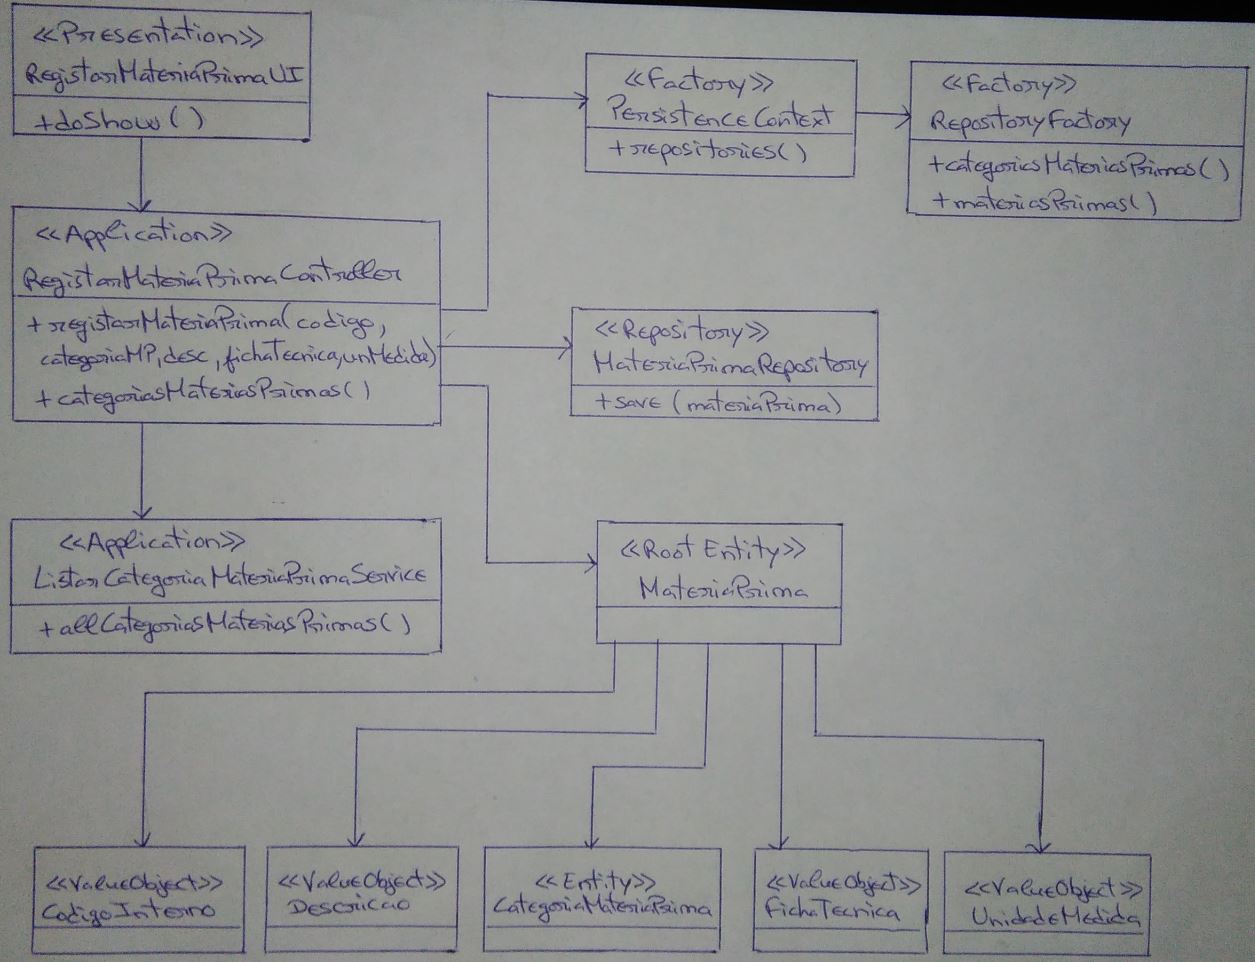 <<Presentation>>
RegistarMateriaPrimaUI
+doShow()
<<Factory>>
PersistenceContext
+repositories()
<<Factory>>
RepositoryFactory
+categoriasMateriasPrimas()
+materiasPrimas()
<<Application>>
RegistarMateriaPrimaController
+registarMateriaPrima(codigo,
categoriaMP,desc,fichaTecnica,unMedida)
+categoriasMateriasPrimas()
<<Repository>>
MateriaPrimaRepository
+save(materiaPrima)
<<Application>>
ListarCategoriaMateriaPrimaService
+allCategoriasMateriasPrimas()
<<Root Entity>>
MateriaPrima
<<ValueObject>>
CodigoInterno
<<ValueObject>>
Descricao
<<Entity>>
CategoriaMateriaPrima
<<ValueObject>>
FichaTecnica
<<ValueObject>>
UnidadeMedida